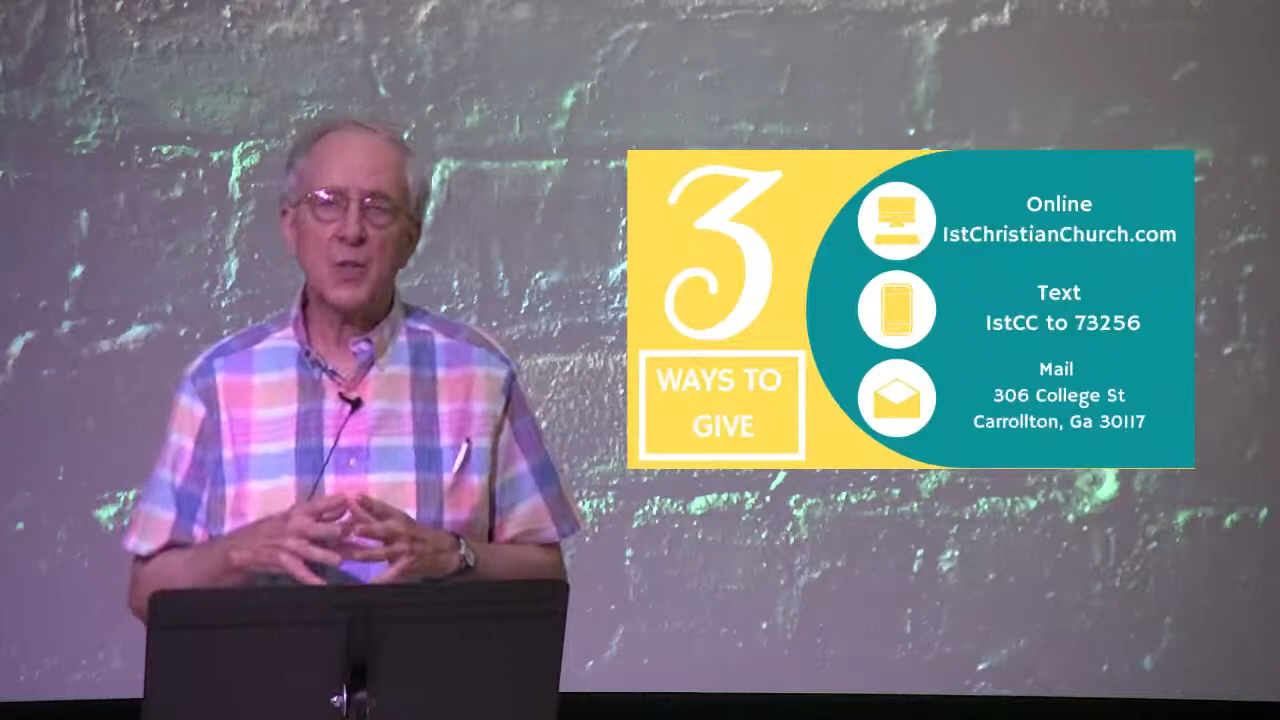 3
WAYS TO
GIVE
Online
1stChristianChurch.com
Text
1stCC to 73256
Mail
306 College St
Carrollton, Ga 30117